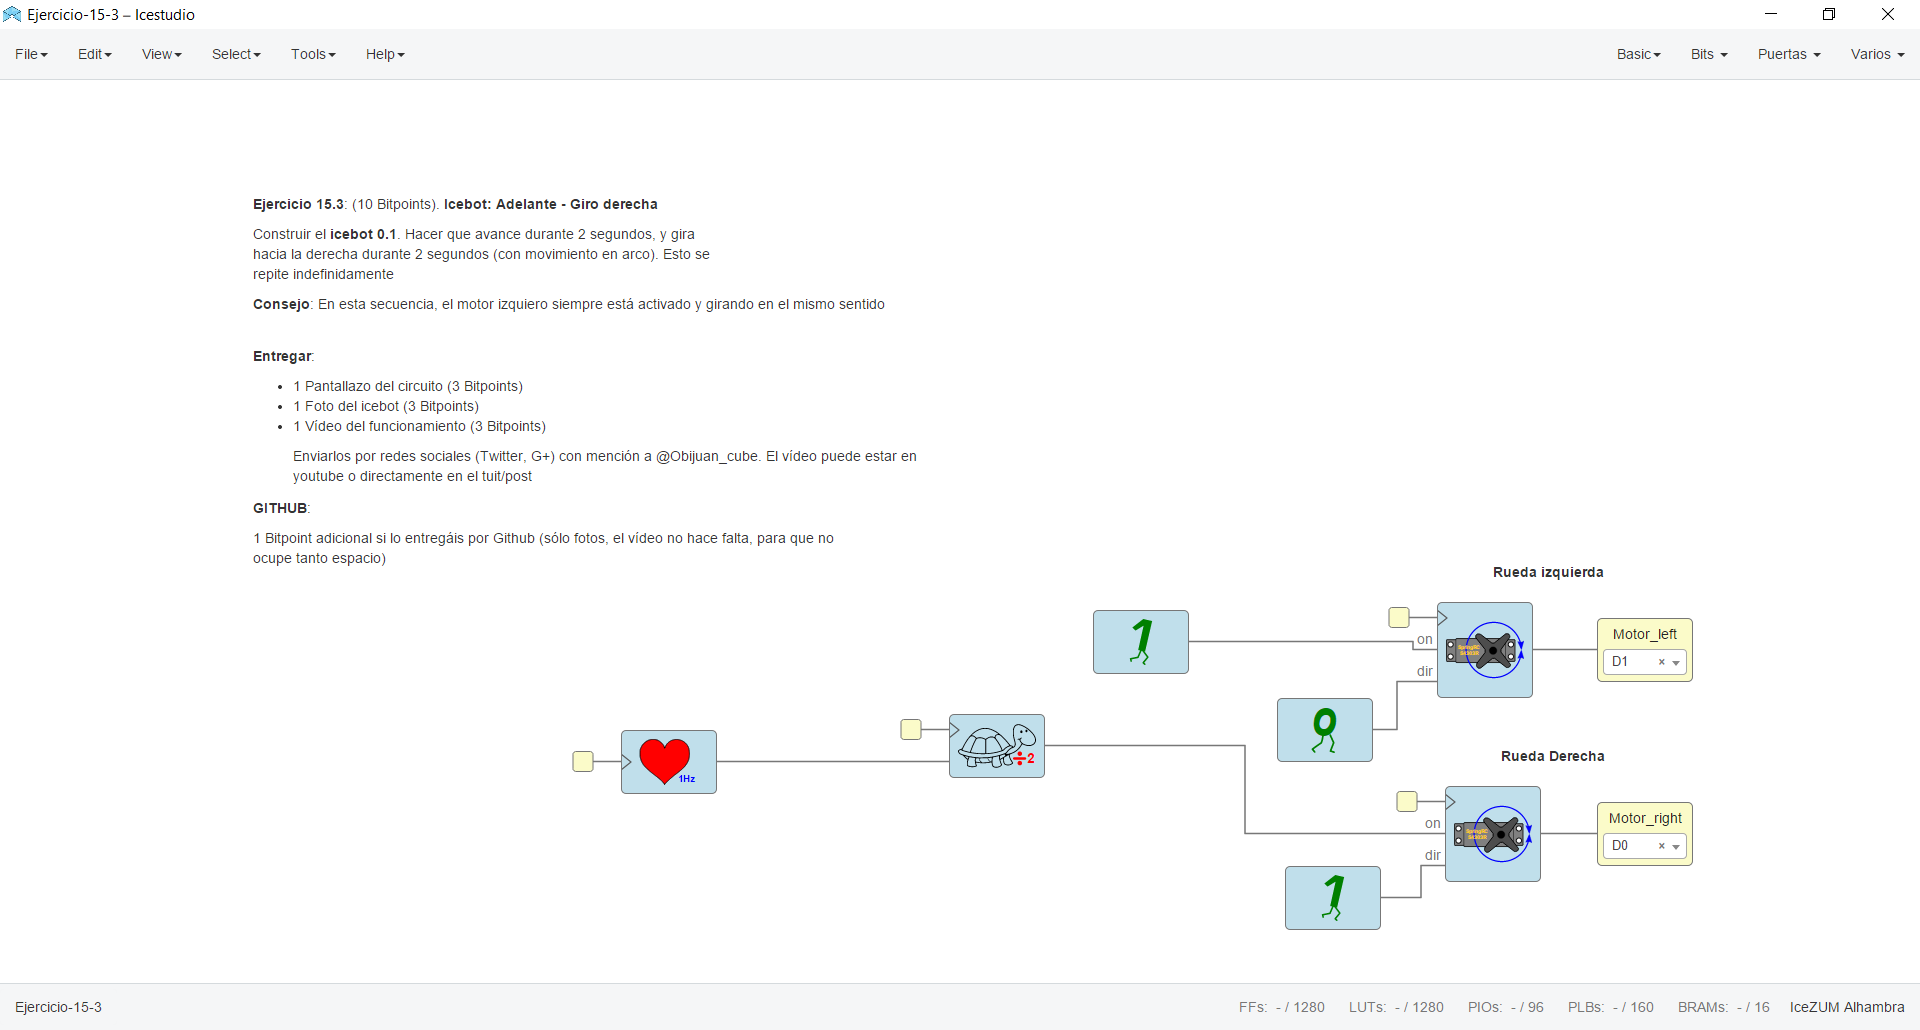 Ejercicio-15-3 – Icestudio
File Edit View Select Tools Help Basic Bits Puertas Varios
Ejercicio 15.3: (10 Bitpoints). Icebot: Adelante - Giro derecha
Construir el icebot 0.1. Hacer que avance durante 2 segundos, y gira
hacia la derecha durante 2 segundos (con movimiento en arco). Esto se
repite indefinidamente
Consejo: En esta secuencia, el motor izquiero siempre está activado y girando en el mismo sentido
Entregar:
• 1 Pantallazo del circuito (3 Bitpoints)
• 1 Foto del icebot (3 Bitpoints)
• 1 Vídeo del funcionamiento (3 Bitpoints)
Enviarlos por redes sociales (Twitter, G+) con mención a @Obijuan_cube. El vídeo puede estar en
youtube o directamente en el tuit/post
GITHUB:
1 Bitpoint adicional si lo entregáis por Github (sólo fotos, el vídeo no hace falta, para que no
ocupe tanto espacio)
Rueda izquierda
1
on
dir
Motor_left
D1 ×
0
1Hz
÷2
Rueda Derecha
on
dir
Motor_right
D0 ×
1
Ejercicio-15-3 FFs: - / 1280 LUTs: - / 1280 PIOs: - / 96 PLBs: - / 160 BRAMs: - / 16 IceZUM Alhambra